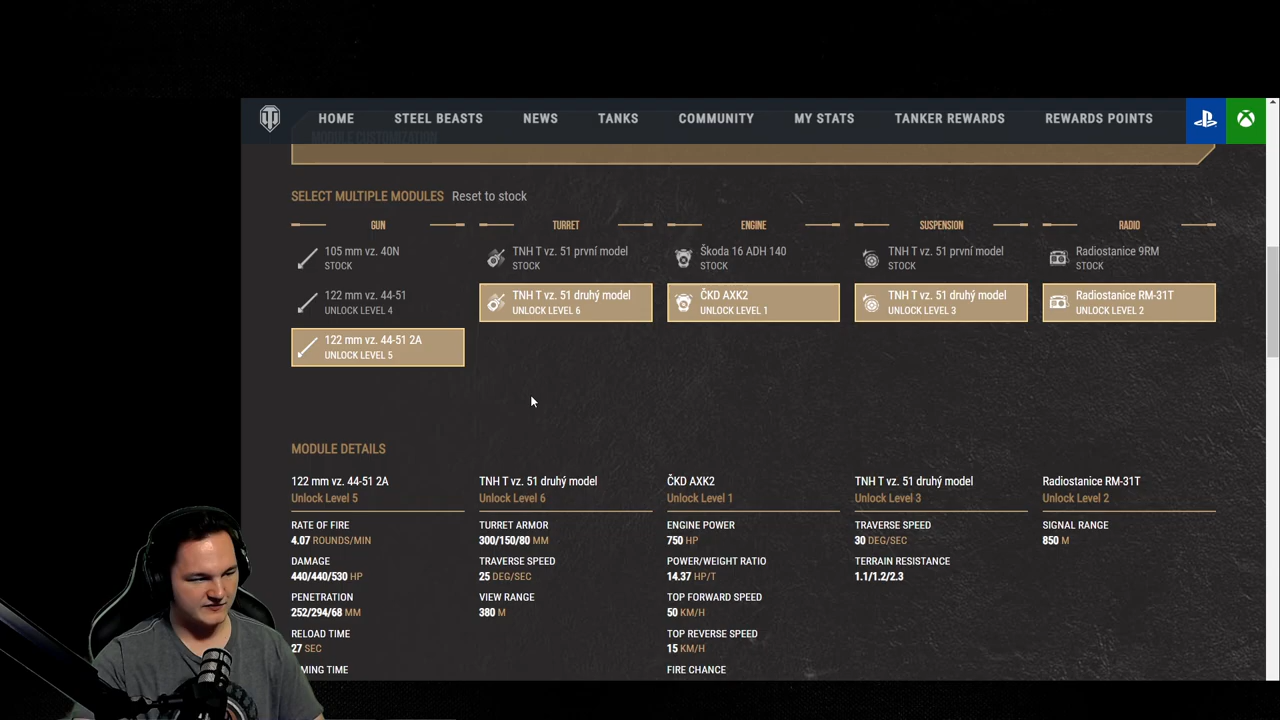 HOME STEEL BEASTS NEWS TANKS COMMUNITY MY STATS TANKER REWARDS REWARDS POINTS
MODULE CUSTOMIZATION
SELECT MULTIPLE MODULES Reset to stock
GUN TURRET ENGINE SUSPENSION RADIO
105 mm vz. 40N TNH T vz. 51 první model Škoda 16 ADH 140 TNH T vz. 51 první model Radiostanice 9RM
STOCK STOCK STOCK STOCK STOCK
122 mm vz. 44-51 TNH T vz. 51 druhý model ČKD AXK2 TNH T vz. 51 druhý model Radiostanice RM-31T
UNLOCK LEVEL 4 UNLOCK LEVEL 6 UNLOCK LEVEL 1 UNLOCK LEVEL 3 UNLOCK LEVEL 2
122 mm vz. 44-51 2A
UNLOCK LEVEL 5
MODULE DETAILS
122 mm vz. 44-51 2A TNH T vz. 51 druhý model ČKD AXK2 TNH T vz. 51 druhý model Radiostanice RM-31T
Unlock Level 5 Unlock Level 6 Unlock Level 1 Unlock Level 3 Unlock Level 2
RATE OF FIRE TURRET ARMOR ENGINE POWER TRAVERSE SPEED SIGNAL RANGE
4.07 ROUNDS/MIN 300/150/80 MM 750 HP 30 DEG/SEC 850 M
DAMAGE TRAVERSE SPEED POWER/WEIGHT RATIO TERRAIN RESISTANCE
440/440/530 HP 25 DEG/SEC 14.37 HP/T 1.1/1.2/2.3
PENETRATION VIEW RANGE TOP FORWARD SPEED
252/294/68 MM 380 M 50 KM/H
RELOAD TIME TOP REVERSE SPEED
27 SEC 15 KM/H
MING TIME FIRE CHANCE